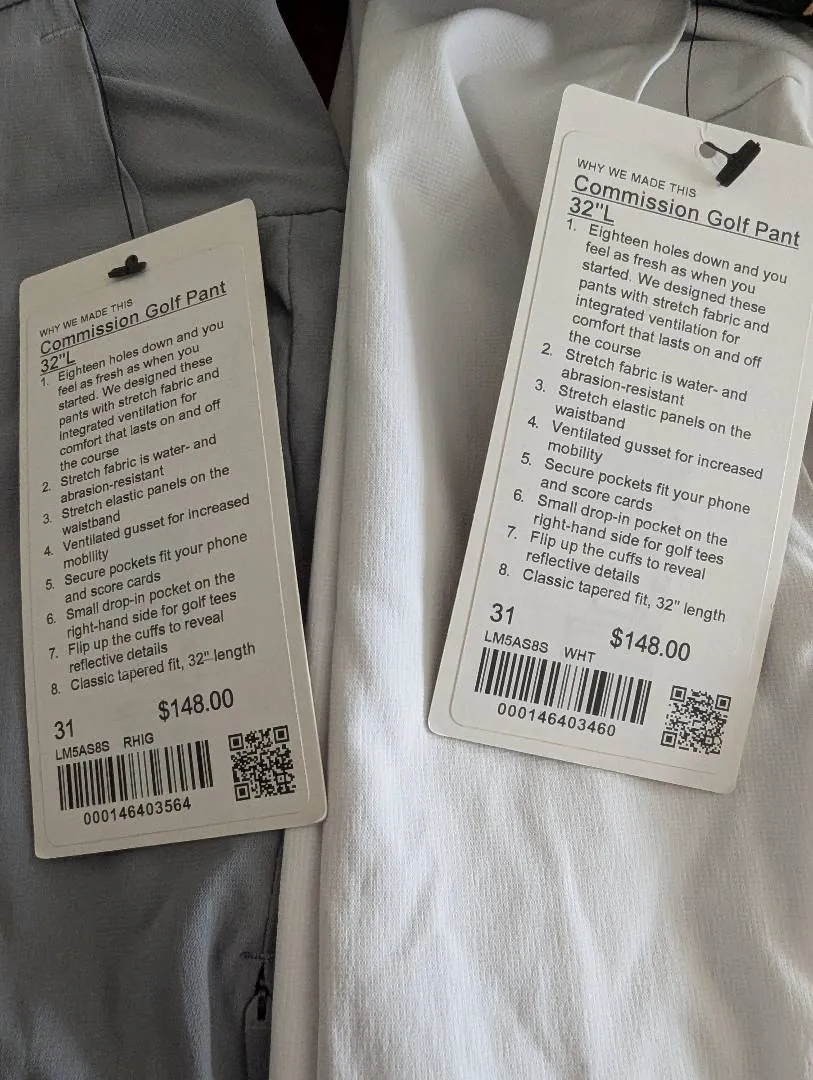 WHY WE MADE THIS
Commission Golf Pant
32"L
1. Eighteen holes down and you
feel as fresh as when you
started. We designed these
pants with stretch fabric and
integrated ventilation for
comfort that lasts on and off
the course
2. Stretch fabric is water- and
abrasion-resistant
3. Stretch elastic panels on the
waistband
4. Ventilated gusset for increased
mobility
5. Secure pockets fit your phone
and score cards
6. Small drop-in pocket on the
right-hand side for golf tees
7. Flip up the cuffs to reveal
reflective details
8. Classic tapered fit, 32" length
31 $148.00
LM5AS8S RHIG
000146403564
WHY WE MADE THIS
Commission Golf Pant
32"L
1. Eighteen holes down and you
feel as fresh as when you
started. We designed these
pants with stretch fabric and
integrated ventilation for
comfort that lasts on and off
the course
2. Stretch fabric is water- and
abrasion-resistant
3. Stretch elastic panels on the
waistband
4. Ventilated gusset for increased
mobility
5. Secure pockets fit your phone
and score cards
6. Small drop-in pocket on the
right-hand side for golf tees
7. Flip up the cuffs to reveal
reflective details
8. Classic tapered fit, 32" length
31 $148.00
LM5AS8S WHT
000146403460